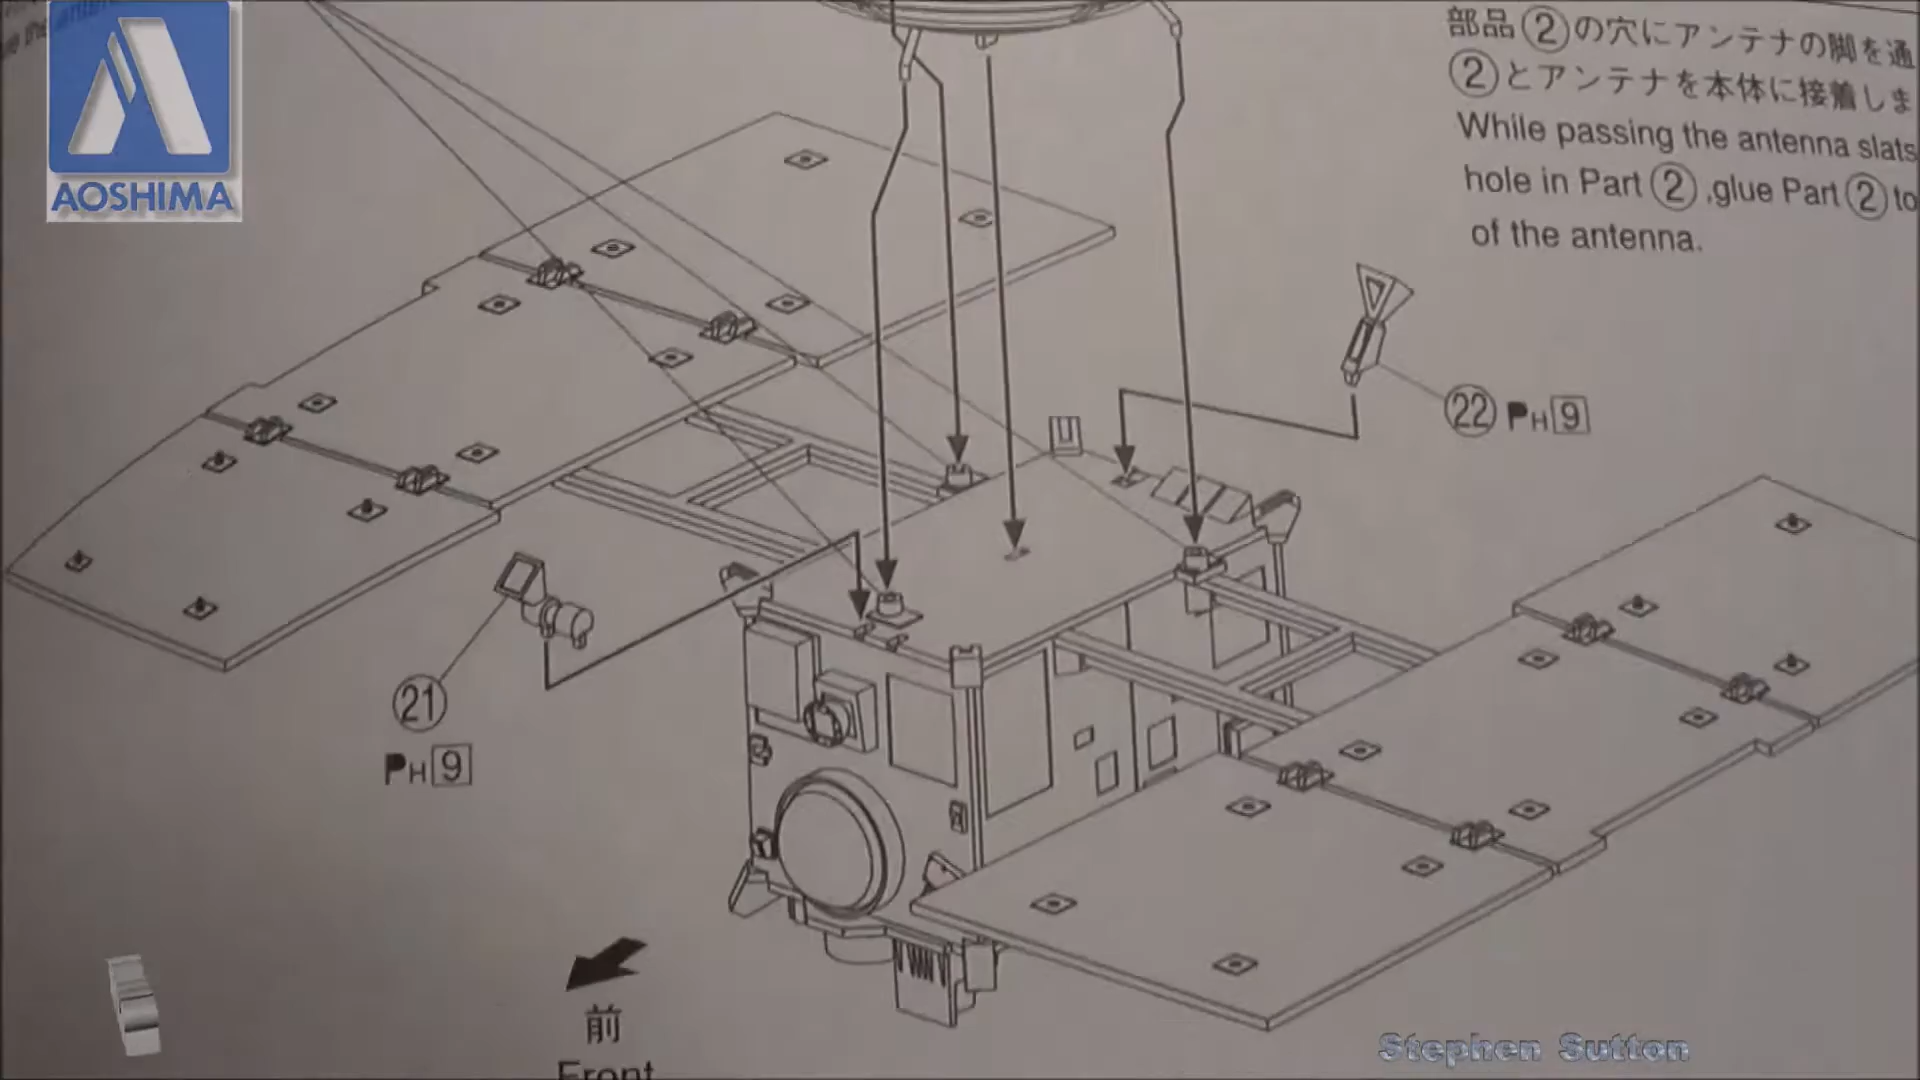 AOSHIMA
部品②の穴にアンテナの脚を通
②とアンテナを本体に接着しま
While passing the antenna slats
hole in Part ②,glue Part ② to
of the antenna.
㉒ PH 9
㉑
PH 9
前
Front
Stephen Sutton